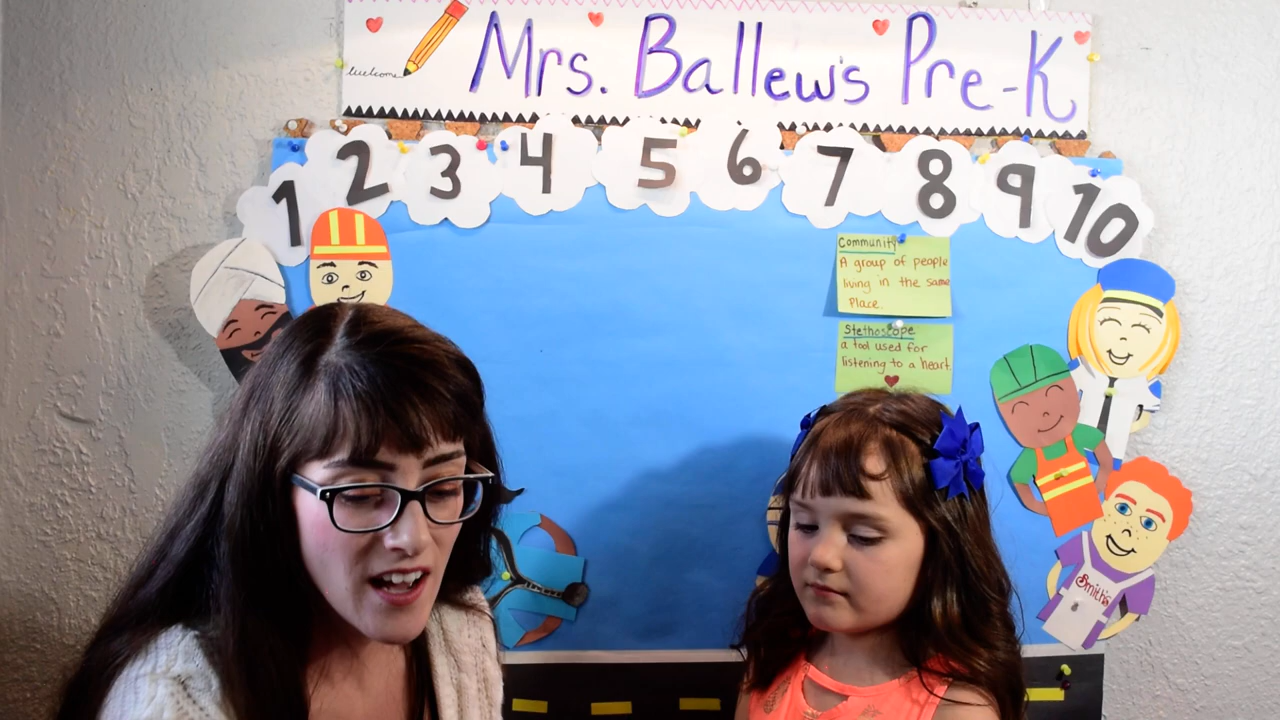 welcome
Mrs. Ballew's Pre-K
1 2 3 4 5 6 7 8 9 10
Community
A group of people
living in the same
Place.
Stethoscope
a tool used for
listening to a heart.
Smith's